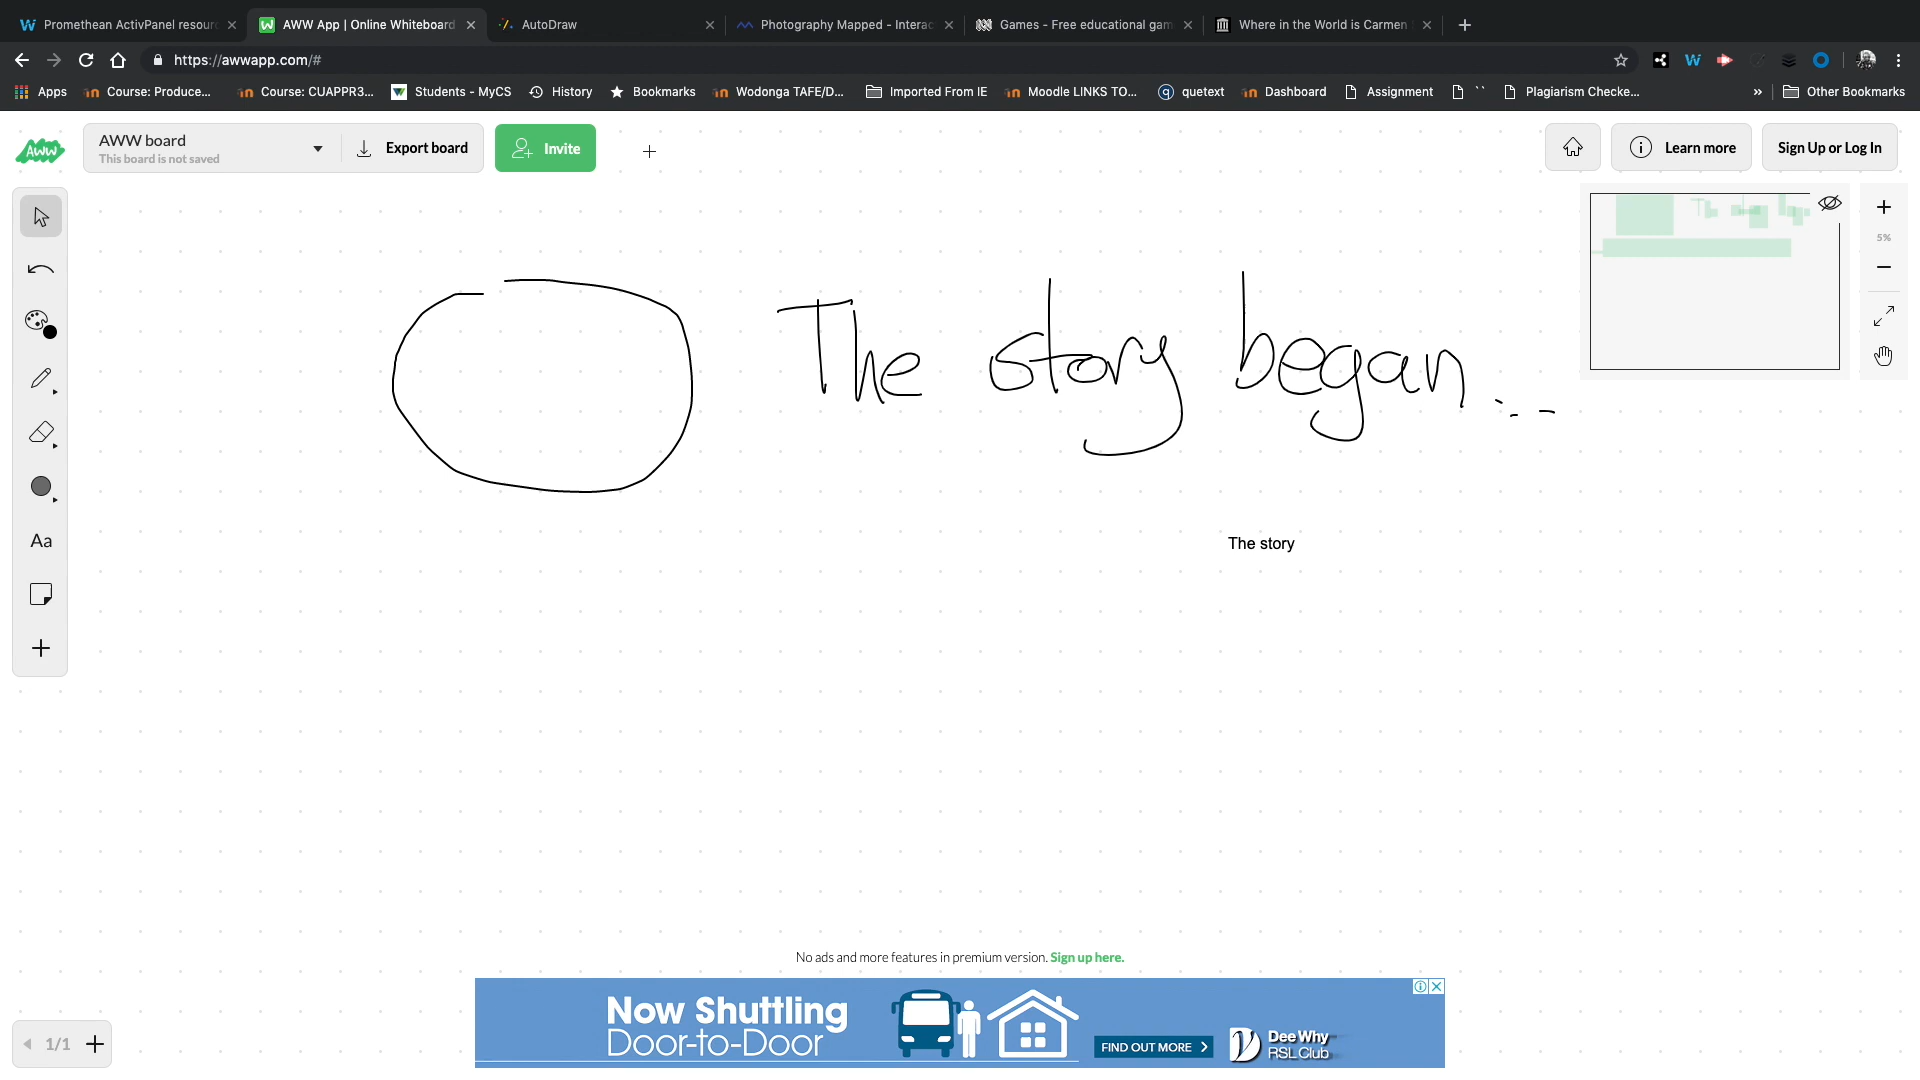 Promethean ActivPanel resour
AWW App | Online Whiteboard
AutoDraw
Photography Mapped - Interac
Games - Free educational gam
Where in the World is Carmen
https://awwapp.com/#
Apps
Course: Produce...
Course: CUAPPR3...
Students - MyCS
History
Bookmarks
Wodonga TAFE/D...
Imported From IE
Moodle LINKS TO...
quetext
Dashboard
Assignment
Plagiarism Checke...
»
Other Bookmarks
AWW
AWW board
This board is not saved
Export board
Invite
Learn more
Sign Up or Log In
5%
Aa
The story began...
The story
No ads and more features in premium version. Sign up here.
Now Shuttling
Door-to-Door
FIND OUT MORE
Dee Why
RSL Club
1/1